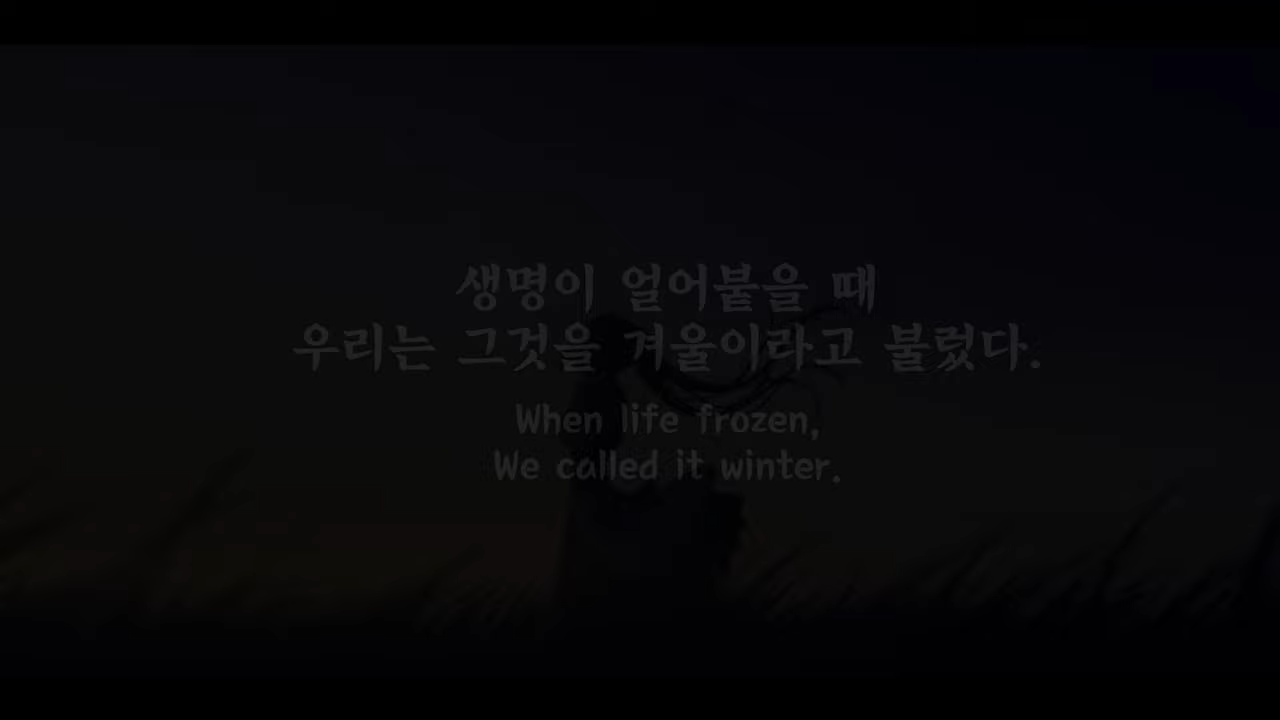 생명이 얼어붙을 때
우리는 그것을 겨울이라고 불렀다.
When life frozen,
We called it winter.